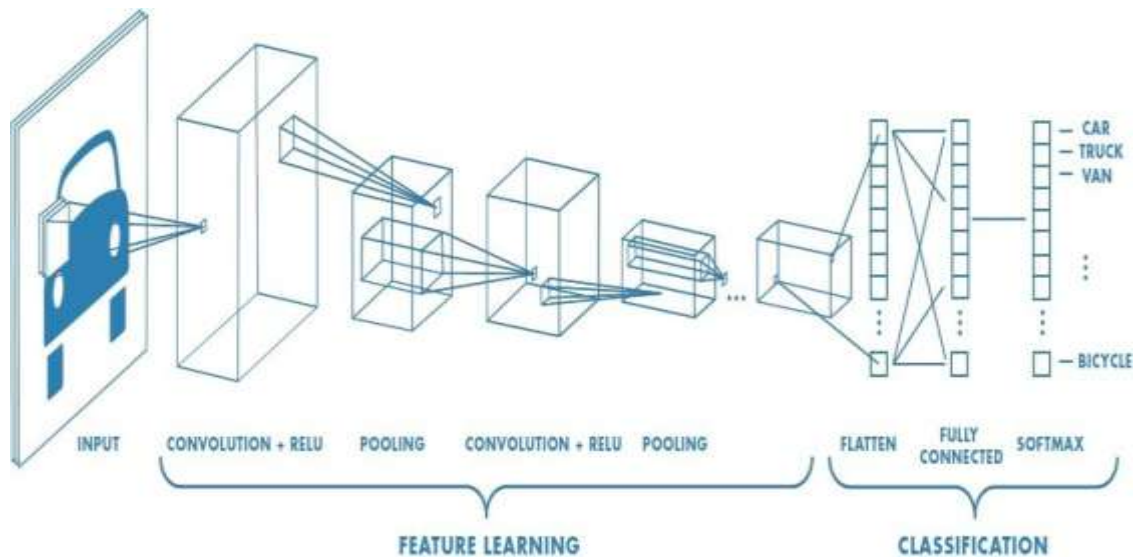 CAR
TRUCK
VAN
BICYCLE
INPUT
CONVOLUTION + RELU
POOLING
CONVOLUTION + RELU
POOLING
FLATTEN
FULLY
CONNECTED
SOFTMAX
FEATURE LEARNING
CLASSIFICATION